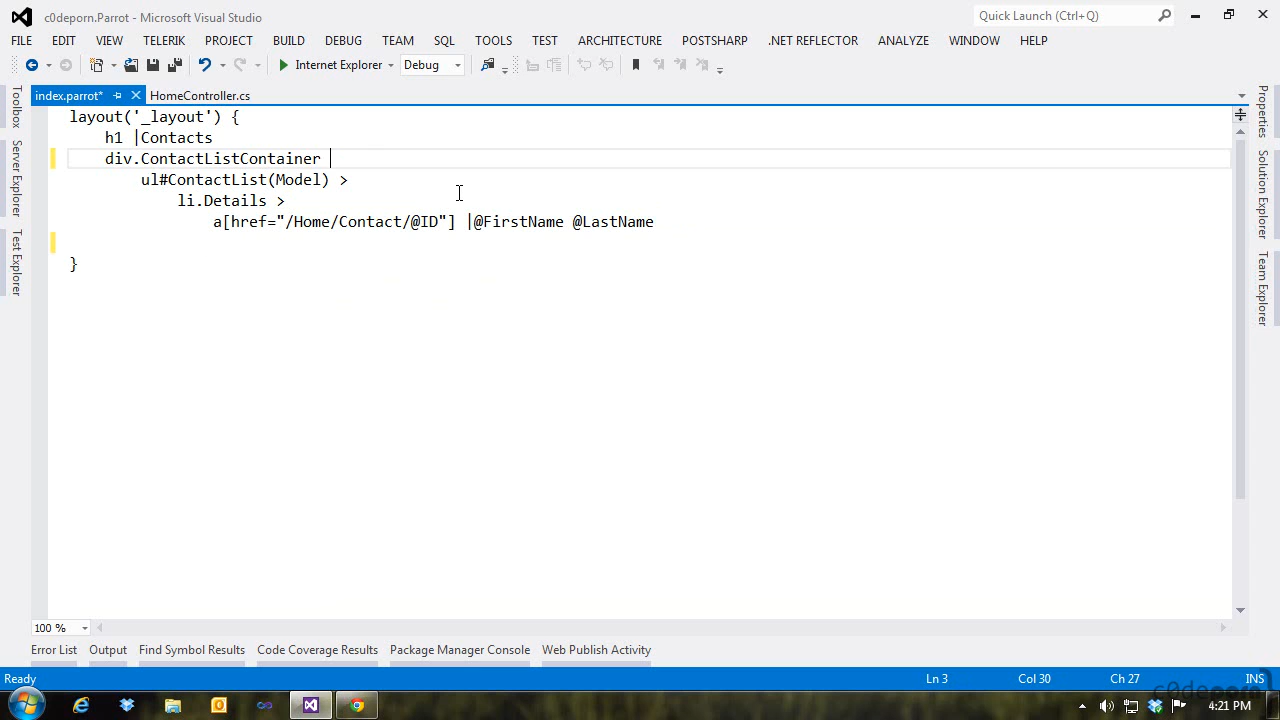 c0deporn.Parrot - Microsoft Visual Studio
Quick Launch (Ctrl+Q)
FILE EDIT VIEW TELERIK PROJECT BUILD DEBUG TEAM SQL TOOLS TEST ARCHITECTURE POSTSHARP .NET REFLECTOR ANALYZE WINDOW HELP
Internet Explorer Debug
index.parrot* HomeController.cs
Toolbox
Server Explorer
Test Explorer
layout('_layout') {
h1 |Contacts
div.ContactListContainer
ul#ContactList(Model) >
li.Details >
a[href="/Home/Contact/@ID"] |@FirstName @LastName
}
Properties
Solution Explorer
Team Explorer
100 %
Error List Output Find Symbol Results Code Coverage Results Package Manager Console Web Publish Activity
Ready Ln 3 Col 30 Ch 27 INS
c0deporn}
4:21 PM